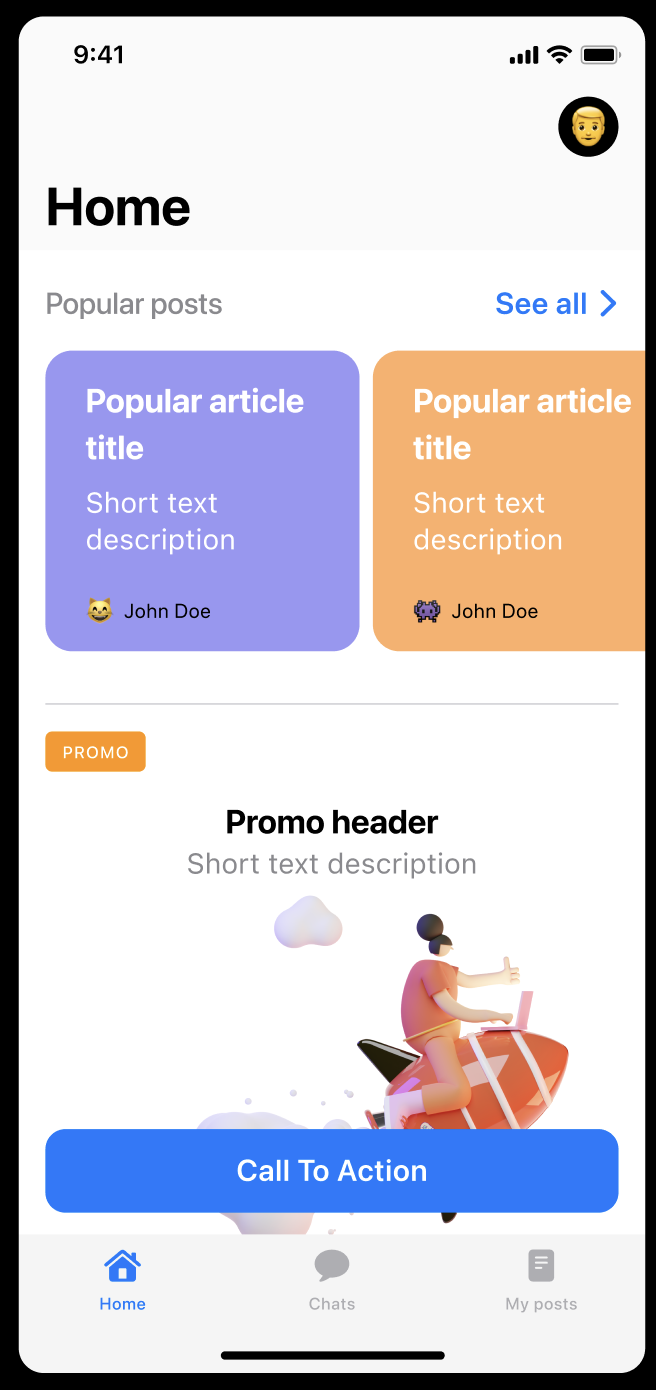 9:41
Home
Popular posts
See all
Popular article
title
Short text
description
John Doe
Popular article
title
Short text
description
John Doe
PROMO
Promo header
Short text description
Call To Action
Home
Chats
My posts